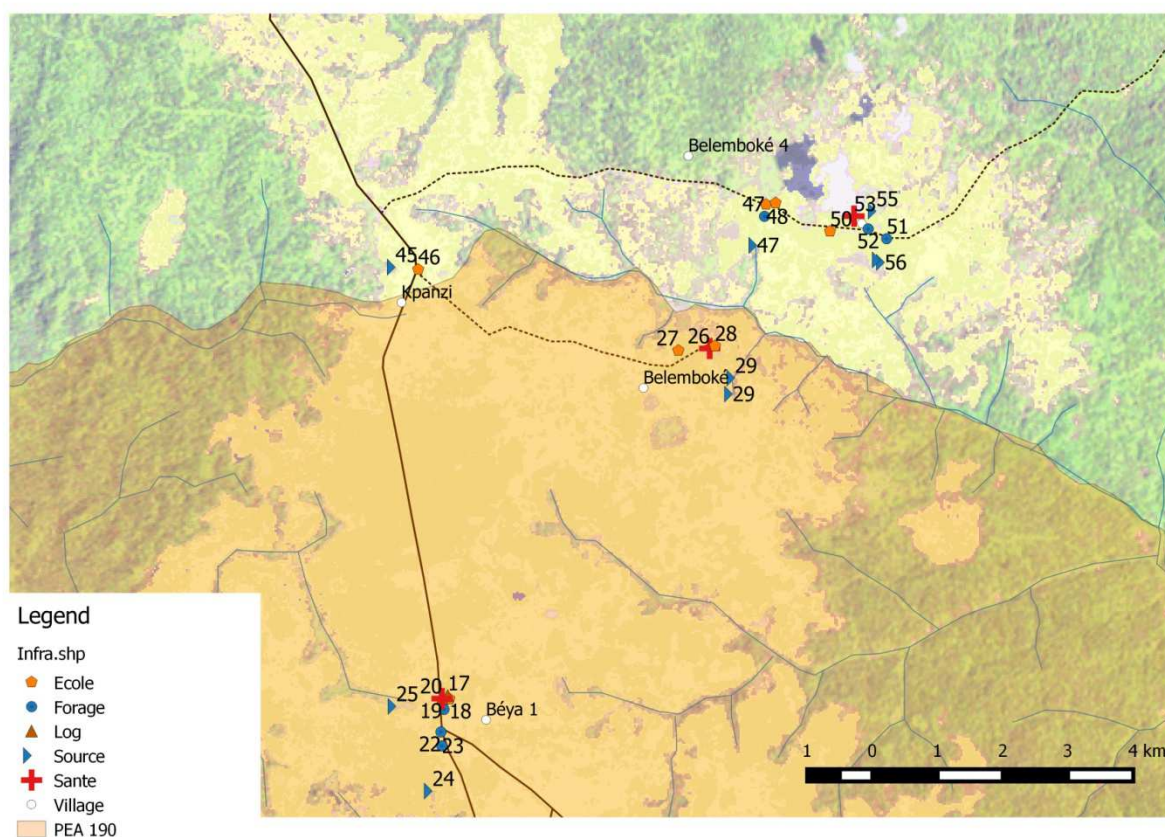 Belemboké 4
47
48
53
55
50
51
52
47
56
45
46
Kpanzi
27
26
28
29
Belemboké
29
20
17
25
19
18
Béya 1
22
23
24
1 0 1 2 3 4 km
Legend
Infra.shp
Ecole
Forage
Log
Source
Sante
Village
PEA 190